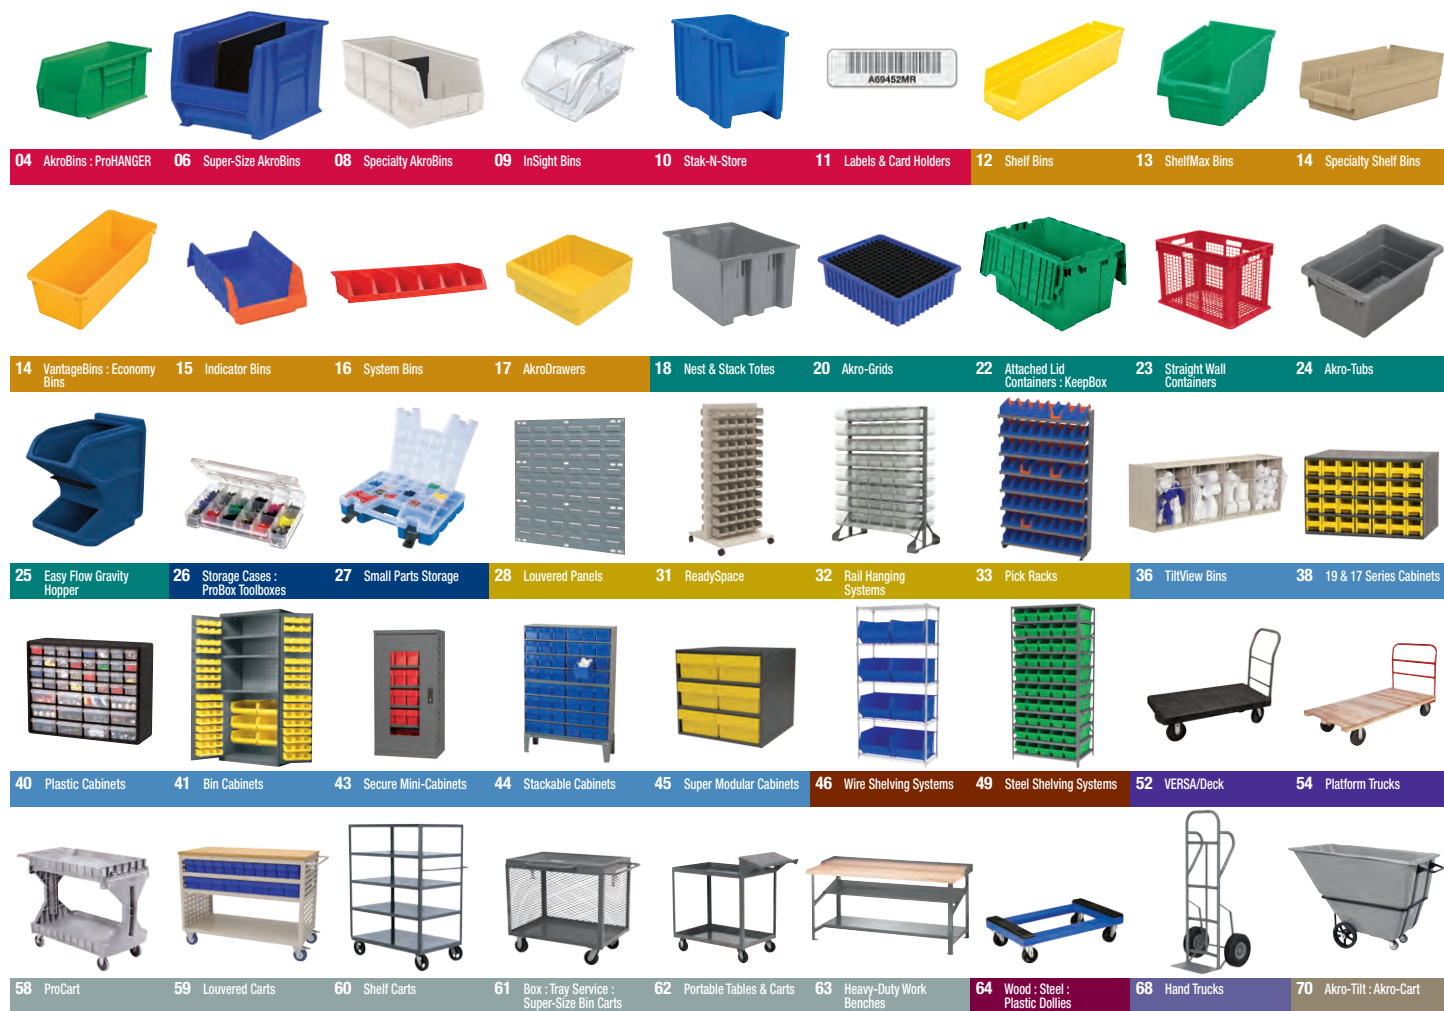 A69452MR
04 AkroBins : ProHANGER
06 Super-Size AkroBins
08 Specialty AkroBins
09 InSight Bins
10 Stak-N-Store
11 Labels & Card Holders
12 Shelf Bins
13 ShelfMax Bins
14 Specialty Shelf Bins
14 VantageBins : Economy
Bins
15 Indicator Bins
16 System Bins
17 AkroDrawers
18 Nest & Stack Totes
20 Akro-Grids
22 Attached Lid
Containers : KeepBox
23 Straight Wall
Containers
24 Akro-Tubs
25 Easy Flow Gravity
Hopper
26 Storage Cases :
ProBox Toolboxes
27 Small Parts Storage
28 Louvered Panels
31 ReadySpace
32 Rail Hanging
Systems
33 Pick Racks
36 TiltView Bins
38 19 & 17 Series Cabinets
40 Plastic Cabinets
41 Bin Cabinets
43 Secure Mini-Cabinets
44 Stackable Cabinets
45 Super Modular Cabinets
46 Wire Shelving Systems
49 Steel Shelving Systems
52 VERSA/Deck
54 Platform Trucks
58 ProCart
59 Louvered Carts
60 Shelf Carts
61 Box : Tray Service :
Super-Size Bin Carts
62 Portable Tables & Carts
63 Heavy-Duty Work
Benches
64 Wood : Steel :
Plastic Dollies
68 Hand Trucks
70 Akro-Tilt : Akro-Cart